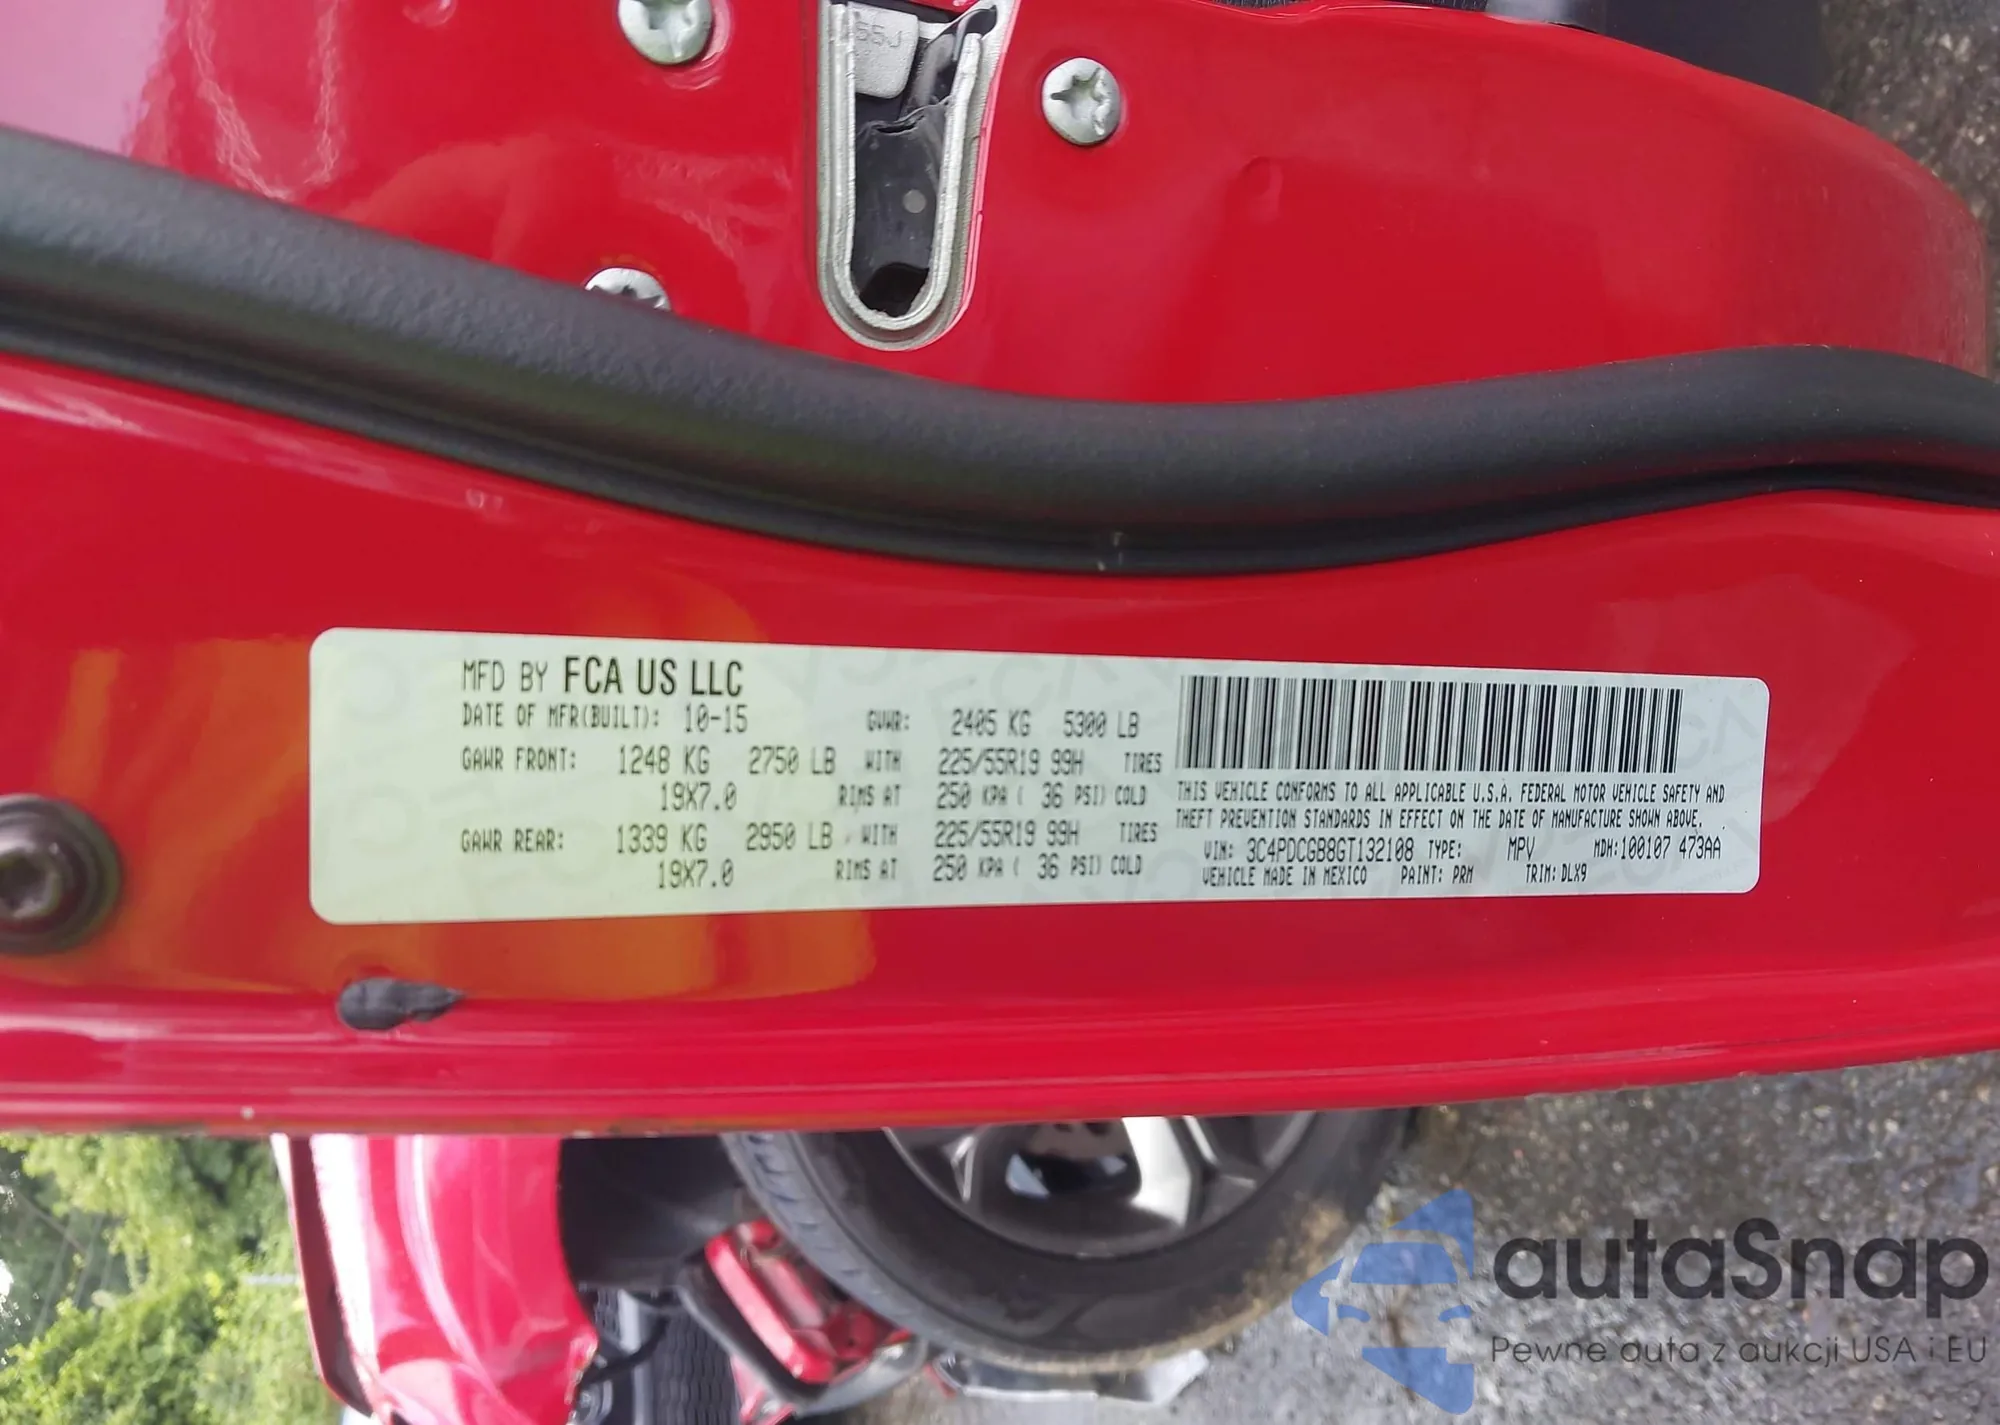 55J
MFD BY FCA US LLC
DATE OF MFR(BUILT): 10-15 GVWR: 2405 KG 5300 LB
GAWR FRONT: 1248 KG 2750 LB WITH 225/55R19 99H TIRES
19X7.0 RIMS AT 250 KPA ( 36 PSI) COLD
GAWR REAR: 1339 KG 2950 LB WITH 225/55R19 99H TIRES
19X7.0 RIMS AT 250 KPA ( 36 PSI) COLD
THIS VEHICLE CONFORMS TO ALL APPLICABLE U.S.A. FEDERAL MOTOR VEHICLE SAFETY AND
THEFT PREVENTION STANDARDS IN EFFECT ON THE DATE OF MANUFACTURE SHOWN ABOVE.
VIN: 3C4PDCGB8GT132108 TYPE: MPV MDH:100107 473AA
VEHICLE MADE IN MEXICO PAINT: PRM TRIM: DLX9
autaSnap
Pewne auta z aukcji USA i EU